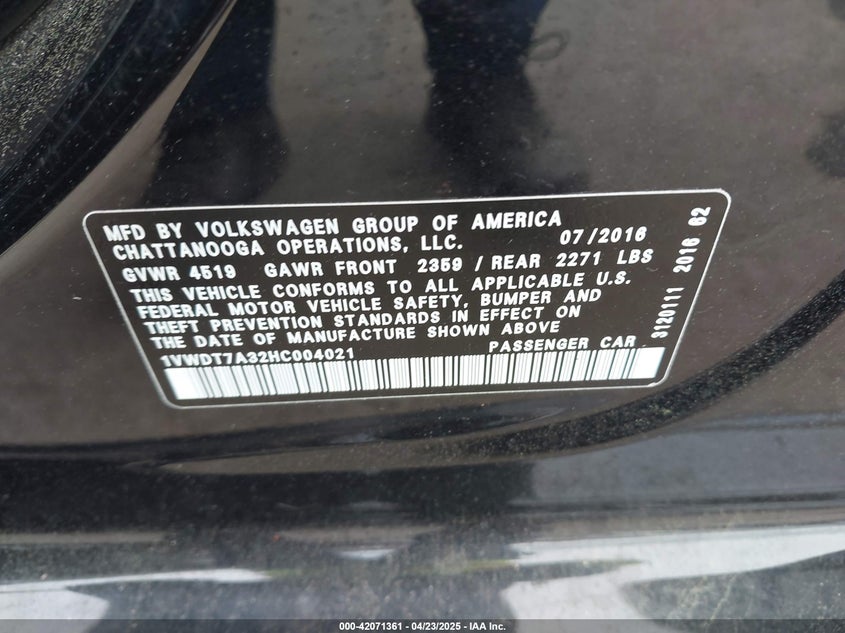 MFD BY VOLKSWAGEN GROUP OF AMERICA
CHATTANOOGA OPERATIONS, LLC. 07/2016
GVWR 4519 GAWR FRONT 2359 / REAR 2271 LBS
THIS VEHICLE CONFORMS TO ALL APPLICABLE U.S.
FEDERAL MOTOR VEHICLE SAFETY, BUMPER AND
THEFT PREVENTION STANDARDS IN EFFECT ON
THE DATE OF MANUFACTURE SHOWN ABOVE
1VWDT7A32HC004021 PASSENGER CAR
3120111 2016 62
000-42071361 | 04/23/2025 - IAA Inc.